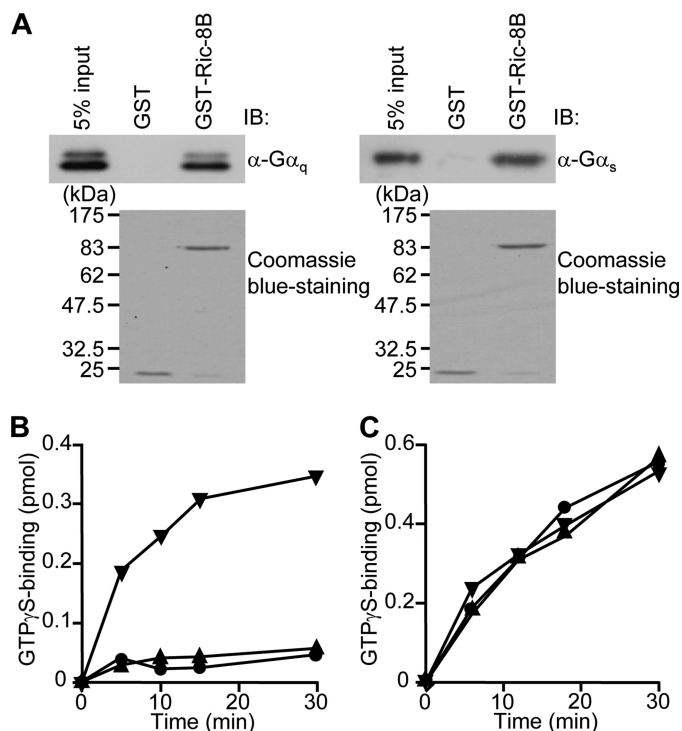 A
5% input
GST
GST-Ric-8B
IB:
α-Gαq
(kDa)
175
83
62
47.5
32.5
25
Coomassie
blue-staining
5% input
GST
GST-Ric-8B
IB:
α-Gαs
(kDa)
175
83
62
47.5
32.5
25
Coomassie
blue-staining
B
GTPγS-binding (pmol)
0.4
0.3
0.2
0.1
0
0
10
20
30
Time (min)
C
GTPγS-binding (pmol)
0.6
0.4
0.2
0
0
10
20
30
Time (min)